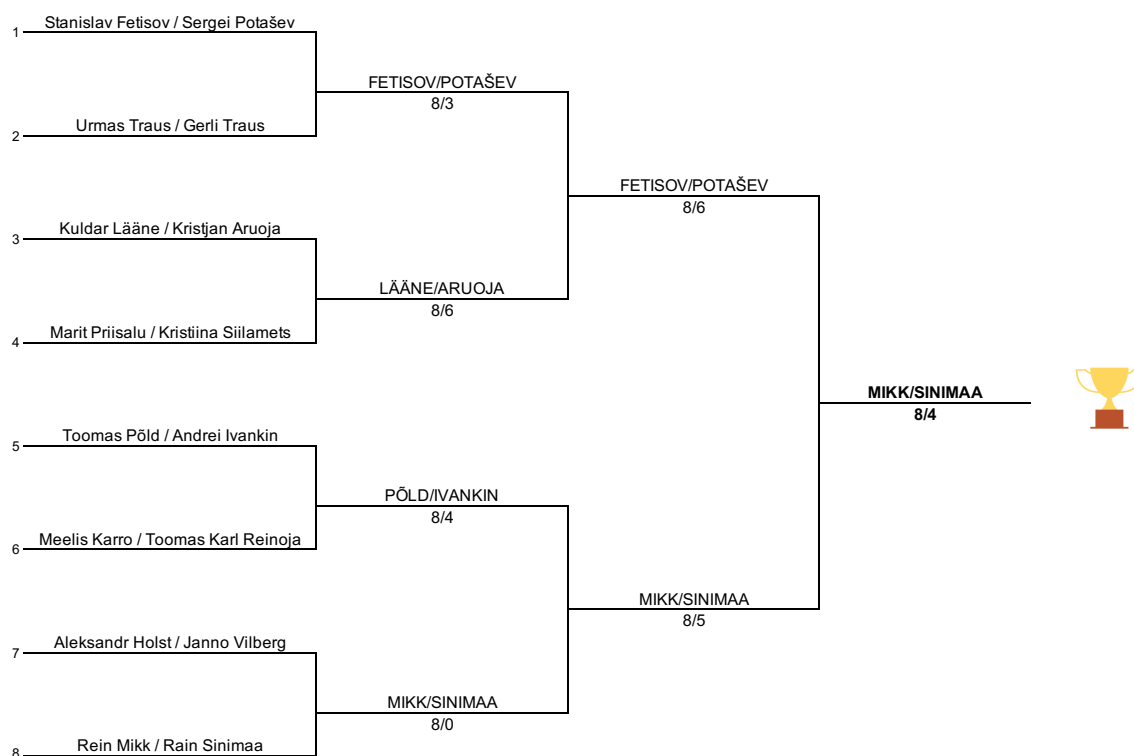 Stanislav Fetisov / Sergei Potašev
1
FETISOV/POTAŠEV
8/3
Urmas Traus / Gerli Traus
2
FETISOV/POTAŠEV
8/6
Kuldar Lääne / Kristjan Aruoja
3
LÄÄNE/ARUOJA
8/6
Marit Priisalu / Kristiina Siilamets
4
MIKK/SINIMAA
8/4
Toomas Põld / Andrei Ivankin
5
PÕLD/IVANKIN
8/4
Meelis Karro / Toomas Karl Reinoja
6
MIKK/SINIMAA
8/5
Aleksandr Holst / Janno Vilberg
7
MIKK/SINIMAA
8/0
Rein Mikk / Rain Sinimaa
8